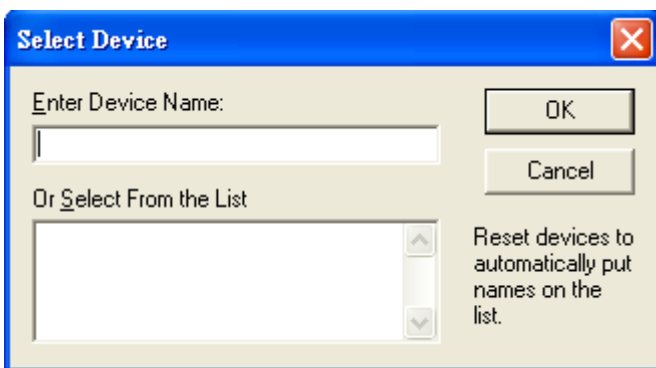 Select Device
Enter Device Name:
OK
Cancel
Or Select From the List
Reset devices to
automatically put
names on the
list.